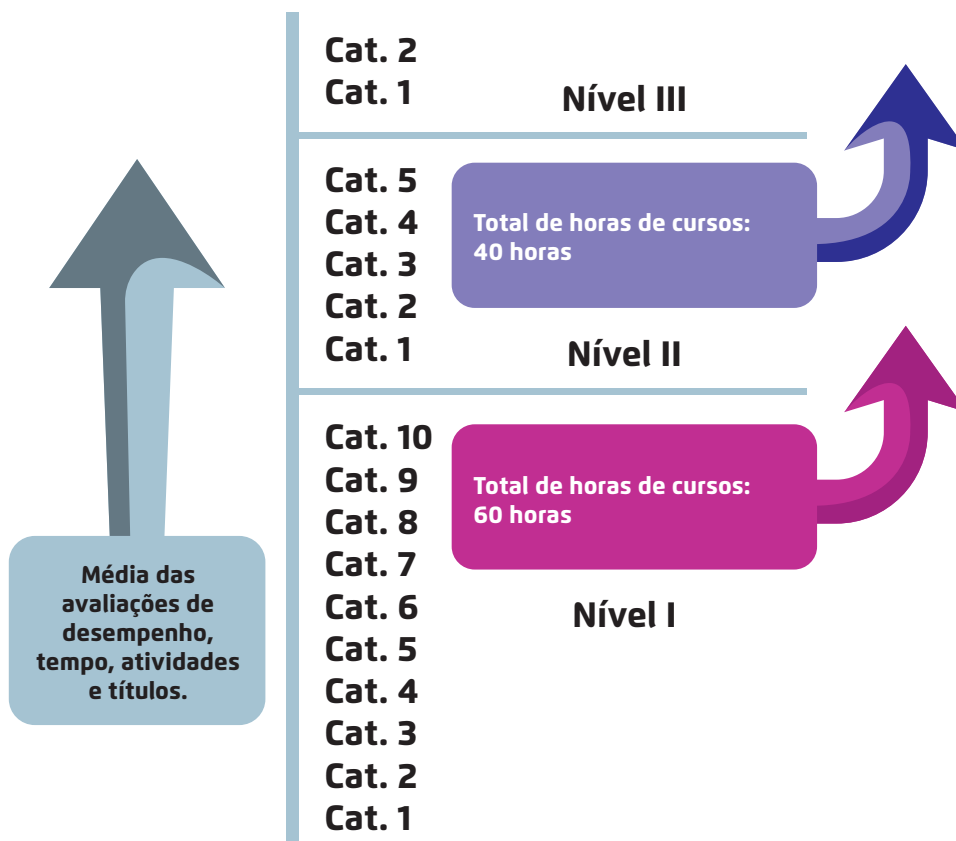 Cat. 2
Cat. 1
Nível III
Cat. 5
Cat. 4
Cat. 3
Cat. 2
Cat. 1
Total de horas de cursos:
40 horas
Nível II
Cat. 10
Cat. 9
Cat. 8
Cat. 7
Cat. 6
Cat. 5
Cat. 4
Cat. 3
Cat. 2
Cat. 1
Total de horas de cursos:
60 horas
Nível I
Média das
avaliações de
desempenho,
tempo, atividades
e títulos.